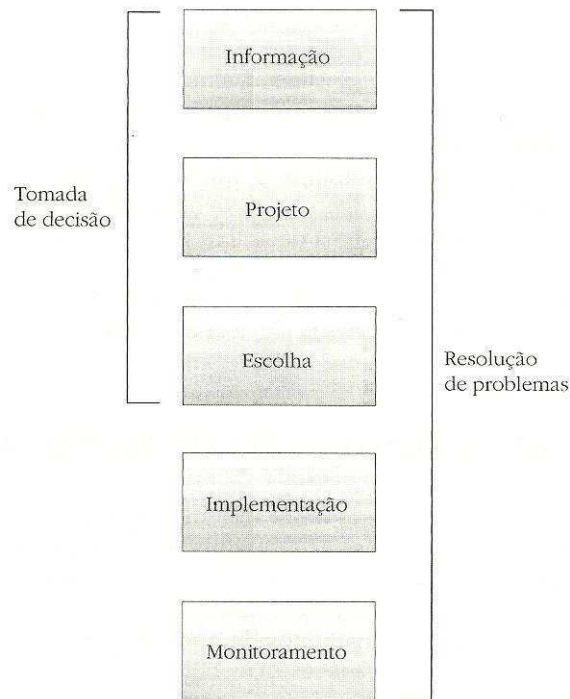 Informação
Tomada
de decisão
Projeto
Escolha
Resolução
de problemas
Implementação
Monitoramento